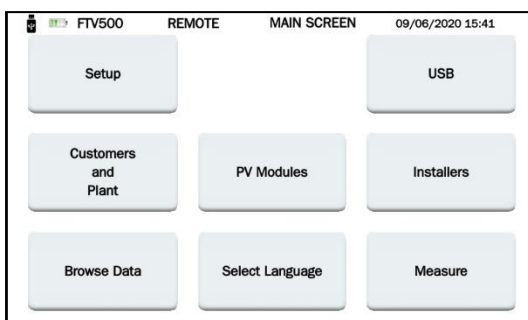 FTV500 REMOTE MAIN SCREEN 09/06/2020 15:41
Setup
USB
Customers
and
Plant
PV Modules
Installers
Browse Data
Select Language
Measure